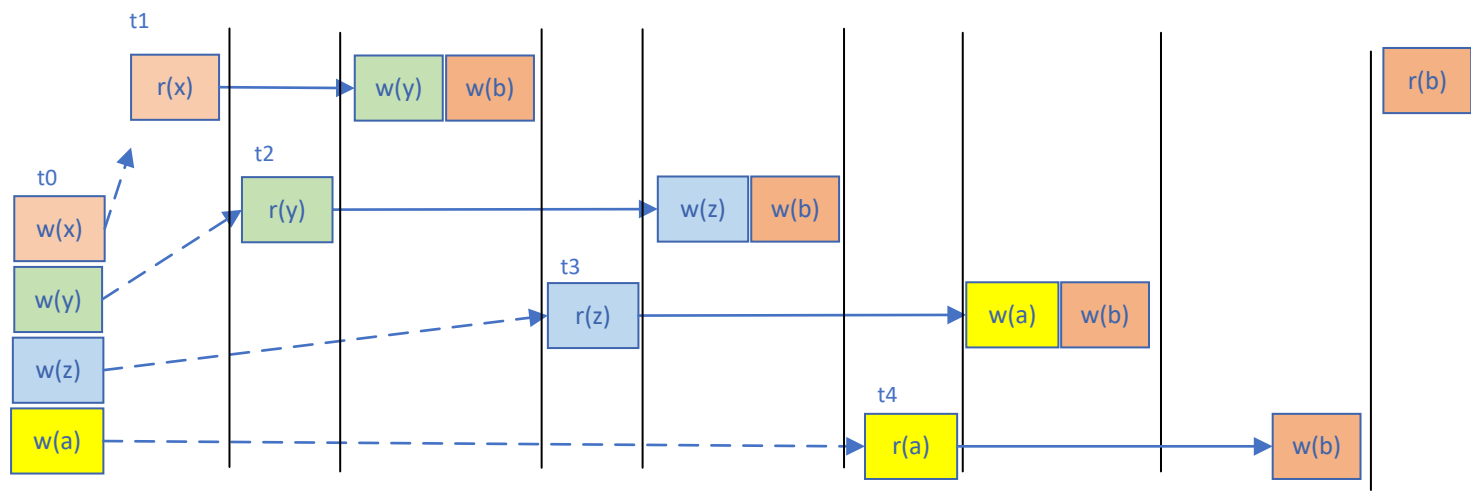 t1
r(x) w(y) w(b) r(b)
t2
t0
r(y) w(z) w(b)
w(x)
t3
w(y) r(z) w(a) w(b)
w(z)
t4
w(a) r(a) w(b)